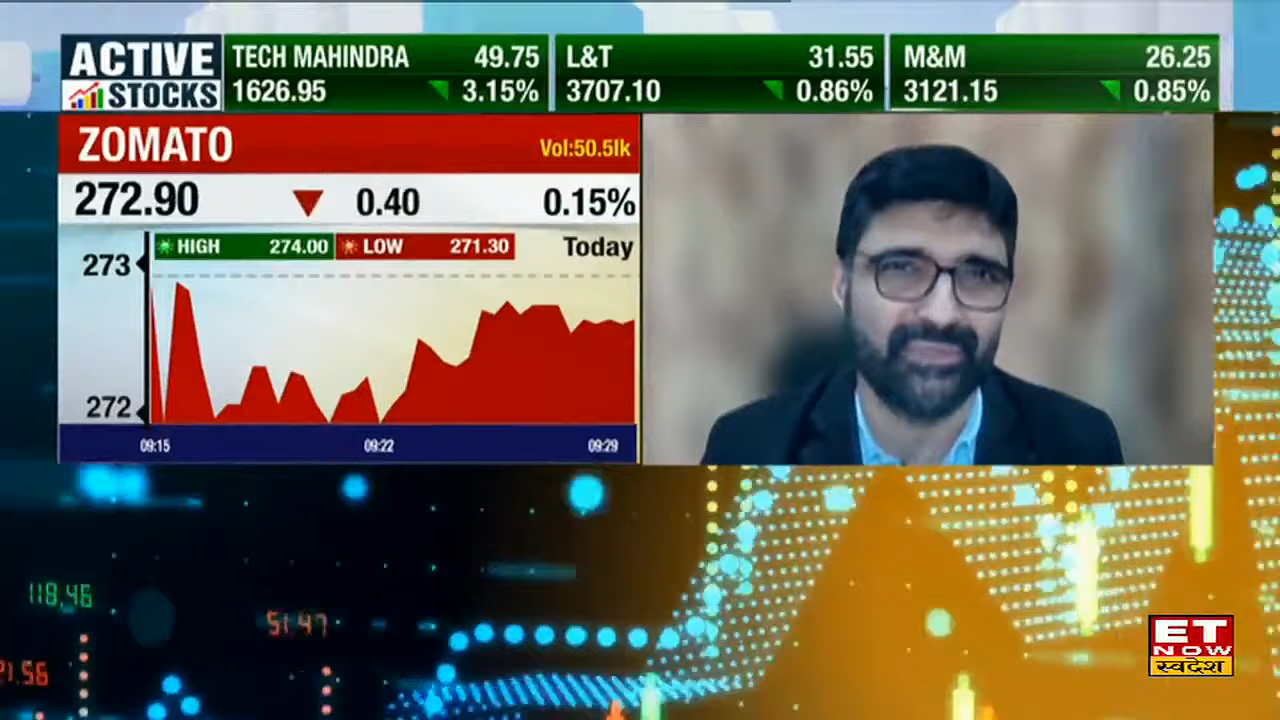 ACTIVE
STOCKS
TECH MAHINDRA 49.75
1626.95 3.15%
L&T 31.55
3707.10 0.86%
M&M 26.25
3121.15 0.85%
ZOMATO Vol:50.5lk
272.90 0.40 0.15%
HIGH 274.00 LOW 271.30 Today
273
272
09:15 09:22 09:29
118.46
51.47
1.56
ET
NOW
स्वदेश